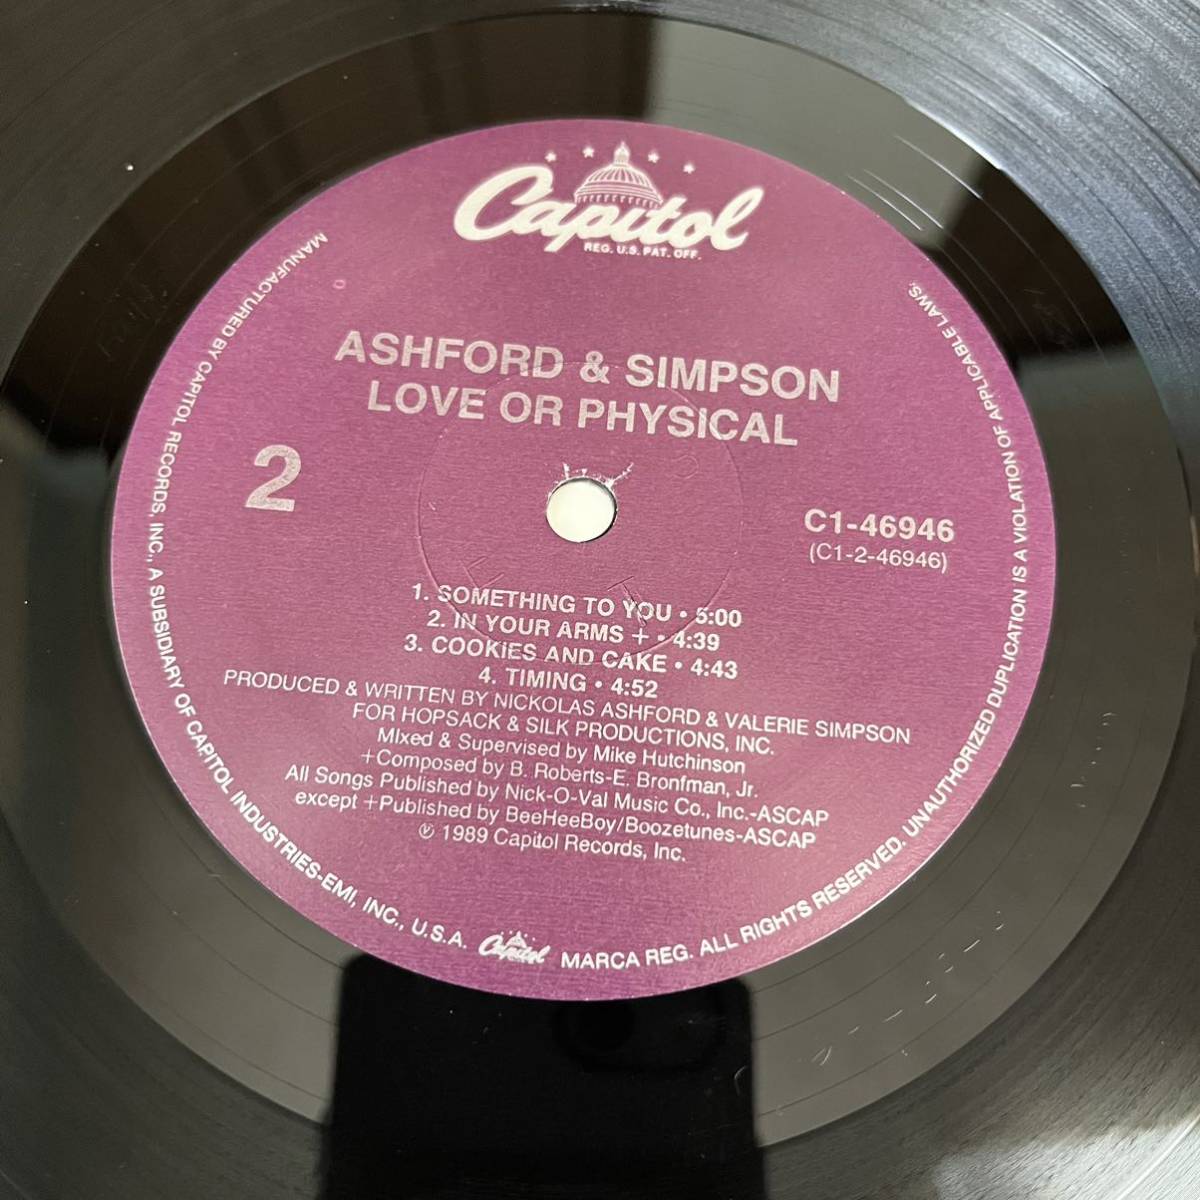 Capitol
REG. U.S. PAT. OFF.
ASHFORD & SIMPSON
LOVE OR PHYSICAL
2
C1-46946
(C1-2-46946)
1. SOMETHING TO YOU • 5:00
2. IN YOUR ARMS + • 4:39
3. COOKIES AND CAKE • 4:43
4. TIMING • 4:52
PRODUCED & WRITTEN BY NICKOLAS ASHFORD & VALERIE SIMPSON
FOR HOPSACK & SILK PRODUCTIONS, INC.
MIxed & Supervised by Mike Hutchinson
+Composed by B. Roberts-E. Bronfman, Jr.
All Songs Published by Nick-O-Val Music Co., Inc.-ASCAP
except +Published by BeeHeeBoy/Boozetunes-ASCAP
℗ 1989 Capitol Records, Inc.
MANUFACTURED BY CAPITOL RECORDS, INC., A SUBSIDIARY OF CAPITOL INDUSTRIES-EMI, INC., U.S.A. Capitol MARCA REG. ALL RIGHTS RESERVED. UNAUTHORIZED DUPLICATION IS A VIOLATION OF APPLICABLE LAWS.